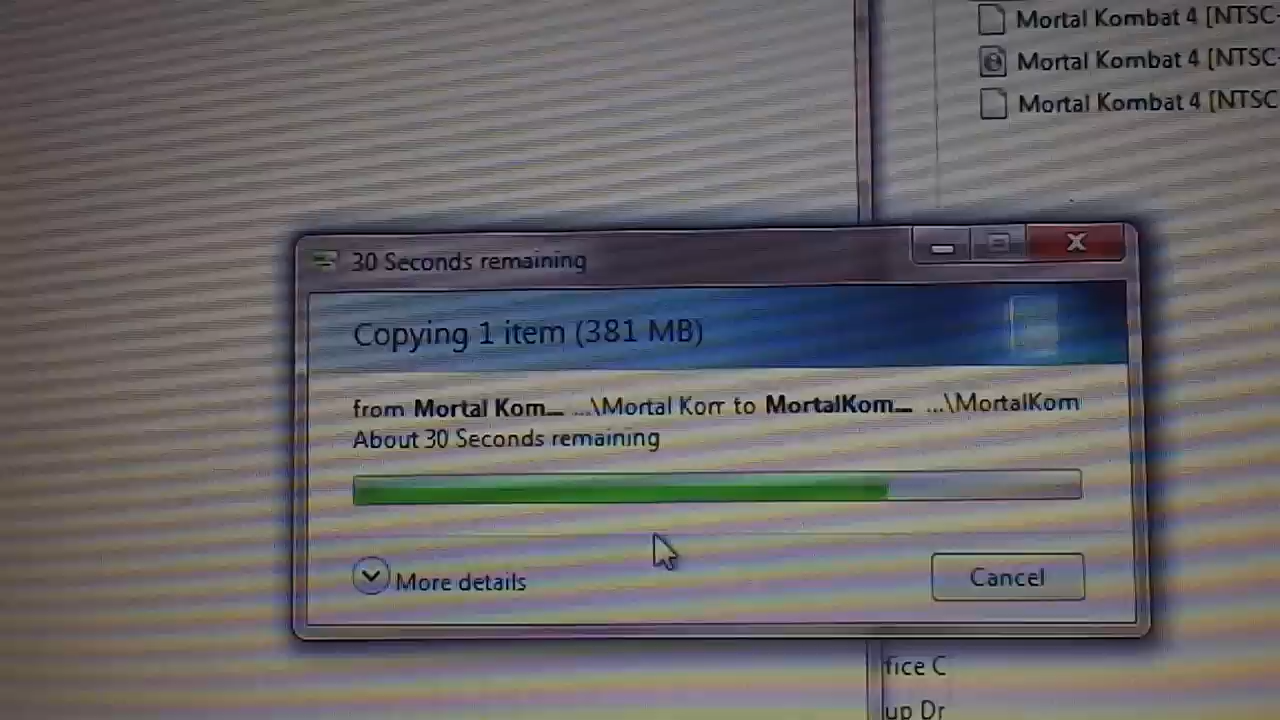 Mortal Kombat 4 [NTSC-
Mortal Kombat 4 [NTSC-
Mortal Kombat 4 [NTSC
30 Seconds remaining
Copying 1 item (381 MB)
from Mortal Kom... ...\Mortal Korr to MortalKom... ...\MortalKom
About 30 Seconds remaining
More details
Cancel
fice C
up Dr